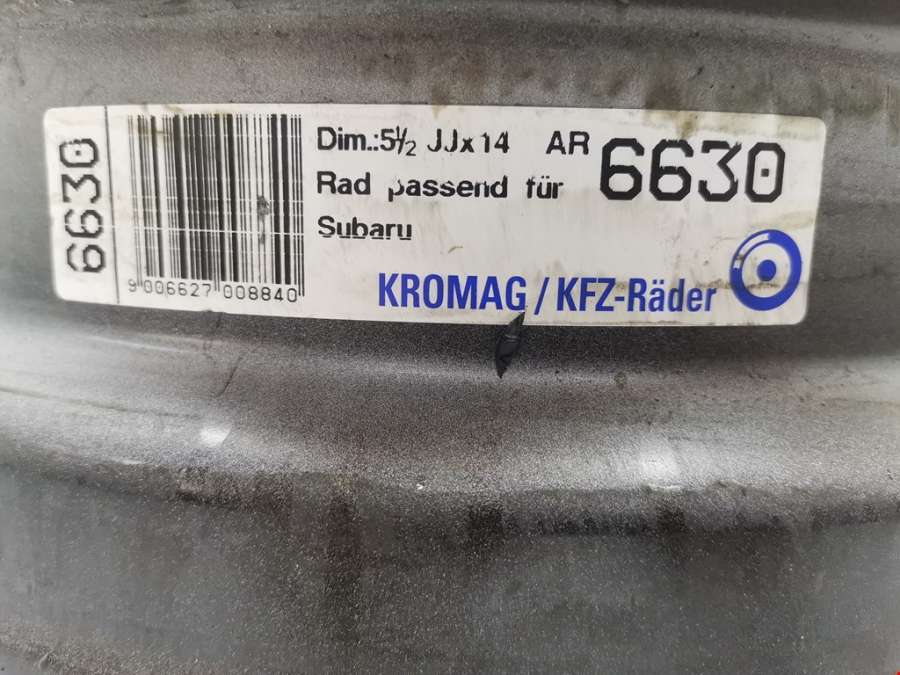 6630
9 006627 008840
Dim.:5½ JJx14 AR 6630
Rad passend für
Subaru
KROMAG / KFZ-Räder